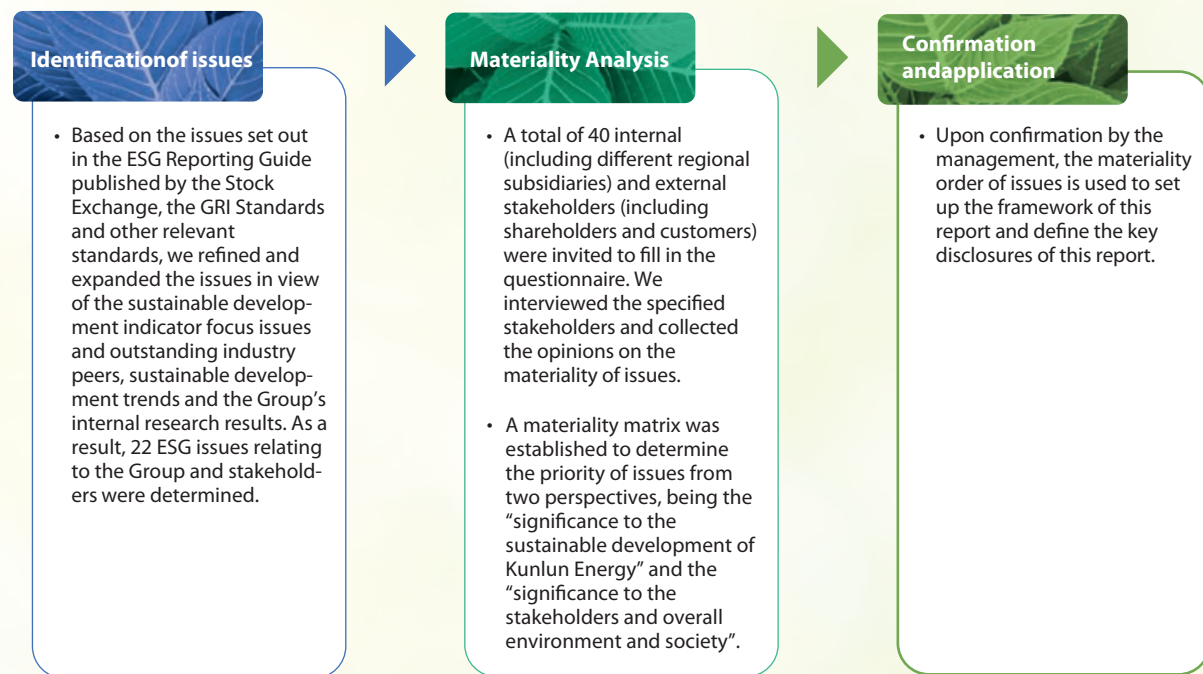 Identificationof issues
• Based on the issues set out
in the ESG Reporting Guide
published by the Stock
Exchange, the GRI Standards
and other relevant
standards, we refined and
expanded the issues in view
of the sustainable develop-
ment indicator focus issues
and outstanding industry
peers, sustainable develop-
ment trends and the Group's
internal research results. As a
result, 22 ESG issues relating
to the Group and stakehold-
ers were determined.
Materiality Analysis
• A total of 40 internal
(including different regional
subsidiaries) and external
stakeholders (including
shareholders and customers)
were invited to fill in the
questionnaire. We
interviewed the specified
stakeholders and collected
the opinions on the
materiality of issues.
• A materiality matrix was
established to determine
the priority of issues from
two perspectives, being the
“significance to the
sustainable development of
Kunlun Energy” and the
“significance to the
stakeholders and overall
environment and society”.
Confirmation
andapplication
• Upon confirmation by the
management, the materiality
order of issues is used to set
up the framework of this
report and define the key
disclosures of this report.